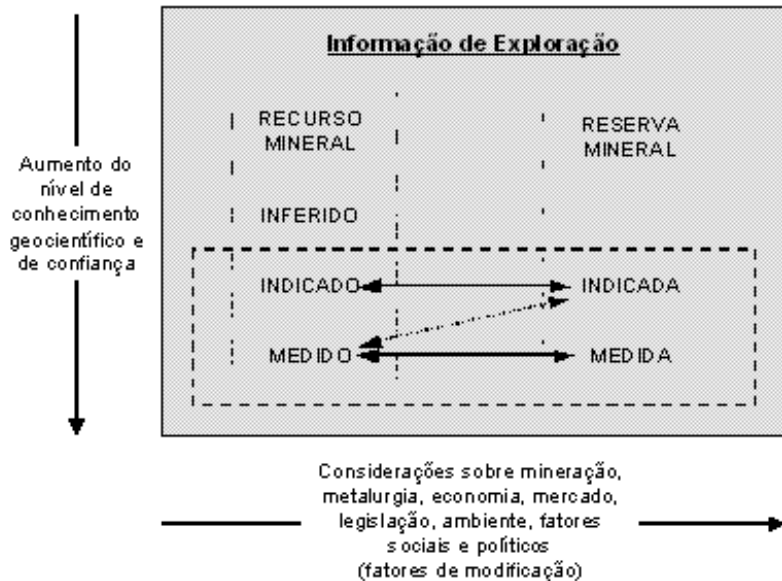 Informação de Exploração
RECURSO
MINERAL
RESERVA
MINERAL
Aumento do
nível de
conhecimento
geocientífico e
de confiança
INFERIDO
INDICADO
INDICADA
MEDIDO
MEDIDA
Considerações sobre mineração,
metalurgia, economia, mercado,
legislação, ambiente, fatores
sociais e políticos
(fatores de modificação)